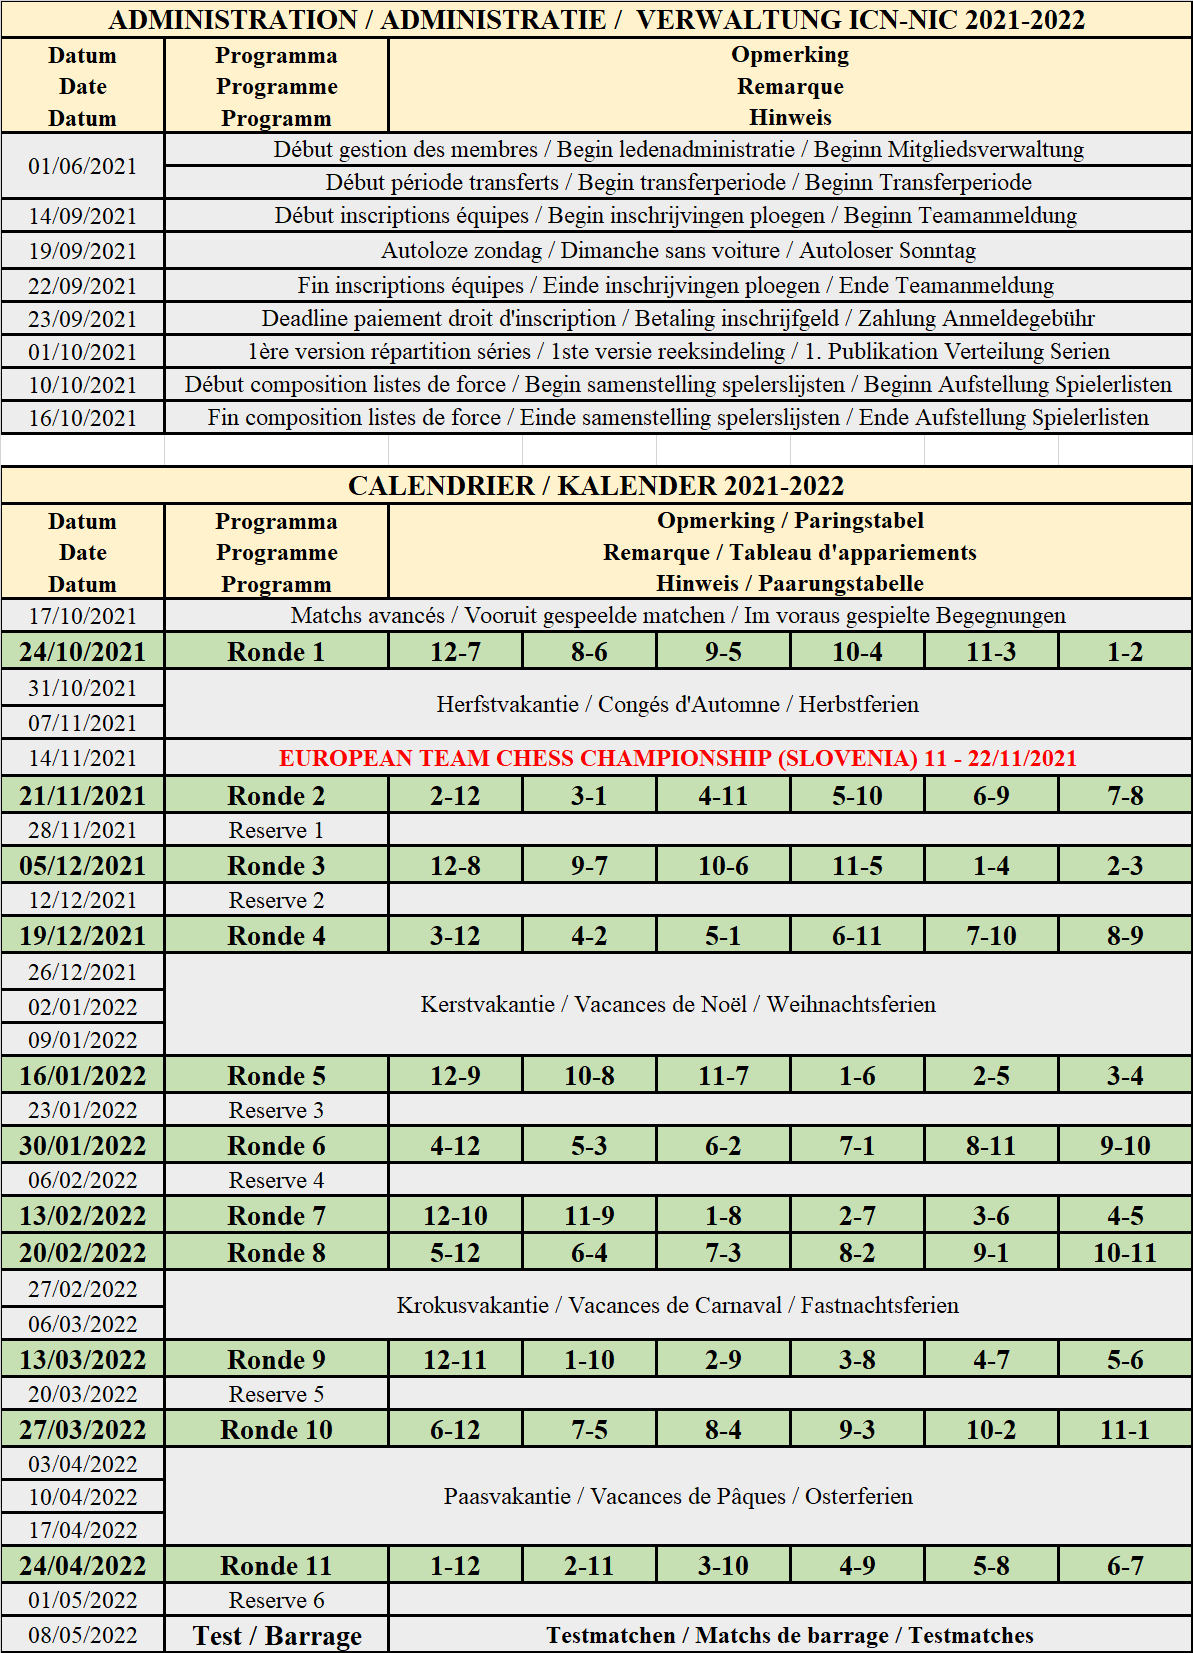 ADMINISTRATION / ADMINISTRATIE /  VERWALTUNG ICN-NIC 2021-2022
Datum Programma Opmerking
Date Programme Remarque
Datum Programm Hinweis
01/06/2021 Début gestion des membres / Begin ledenadministratie / Beginn Mitgliedsverwaltung
Début période transferts / Begin transferperiode / Beginn Transferperiode
14/09/2021 Début inscriptions équipes / Begin inschrijvingen ploegen / Beginn Teamanmeldung
19/09/2021 Autoloze zondag / Dimanche sans voiture / Autoloser Sonntag
22/09/2021 Fin inscriptions équipes / Einde inschrijvingen ploegen / Ende Teamanmeldung
23/09/2021 Deadline paiement droit d'inscription / Betaling inschrijfgeld / Zahlung Anmeldegebühr
01/10/2021 1ère version répartition séries / 1ste versie reeksindeling / 1. Publikation Verteilung Serien
10/10/2021 Début composition listes de force / Begin samenstelling spelerslijsten / Beginn Aufstellung Spielerlisten
16/10/2021 Fin composition listes de force / Einde samenstelling spelerslijsten / Ende Aufstellung Spielerlisten
CALENDRIER / KALENDER 2021-2022
Datum Programma Opmerking / Paringstabel
Date Programme Remarque / Tableau d'appariements
Datum Programm Hinweis / Paarungstabelle
17/10/2021 Matchs avancés / Vooruit gespeelde matchen / Im voraus gespielte Begegnungen
24/10/2021 Ronde 1 12-7 8-6 9-5 10-4 11-3 1-2
31/10/2021
Herfstvakantie / Congés d'Automne / Herbstferien
07/11/2021
14/11/2021 EUROPEAN TEAM CHESS CHAMPIONSHIP (SLOVENIA) 11 - 22/11/2021
21/11/2021 Ronde 2 2-12 3-1 4-11 5-10 6-9 7-8
28/11/2021 Reserve 1
05/12/2021 Ronde 3 12-8 9-7 10-6 11-5 1-4 2-3
12/12/2021 Reserve 2
19/12/2021 Ronde 4 3-12 4-2 5-1 6-11 7-10 8-9
26/12/2021
02/01/2022 Kerstvakantie / Vacances de Noël / Weihnachtsferien
09/01/2022
16/01/2022 Ronde 5 12-9 10-8 11-7 1-6 2-5 3-4
23/01/2022 Reserve 3
30/01/2022 Ronde 6 4-12 5-3 6-2 7-1 8-11 9-10
06/02/2022 Reserve 4
13/02/2022 Ronde 7 12-10 11-9 1-8 2-7 3-6 4-5
20/02/2022 Ronde 8 5-12 6-4 7-3 8-2 9-1 10-11
27/02/2022
Krokusvakantie / Vacances de Carnaval / Fastnachtsferien
06/03/2022
13/03/2022 Ronde 9 12-11 1-10 2-9 3-8 4-7 5-6
20/03/2022 Reserve 5
27/03/2022 Ronde 10 6-12 7-5 8-4 9-3 10-2 11-1
03/04/2022
10/04/2022 Paasvakantie / Vacances de Pâques / Osterferien
17/04/2022
24/04/2022 Ronde 11 1-12 2-11 3-10 4-9 5-8 6-7
01/05/2022 Reserve 6
08/05/2022 Test / Barrage Testmatchen / Matchs de barrage / Testmatches